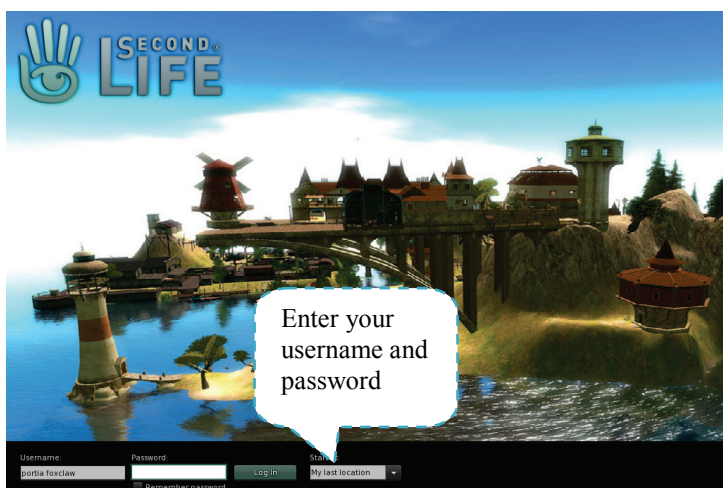 SECOND®
LIFE
Enter your
username and
password
Username:
Password:
portia foxclaw
Log In
My last location
Remember password